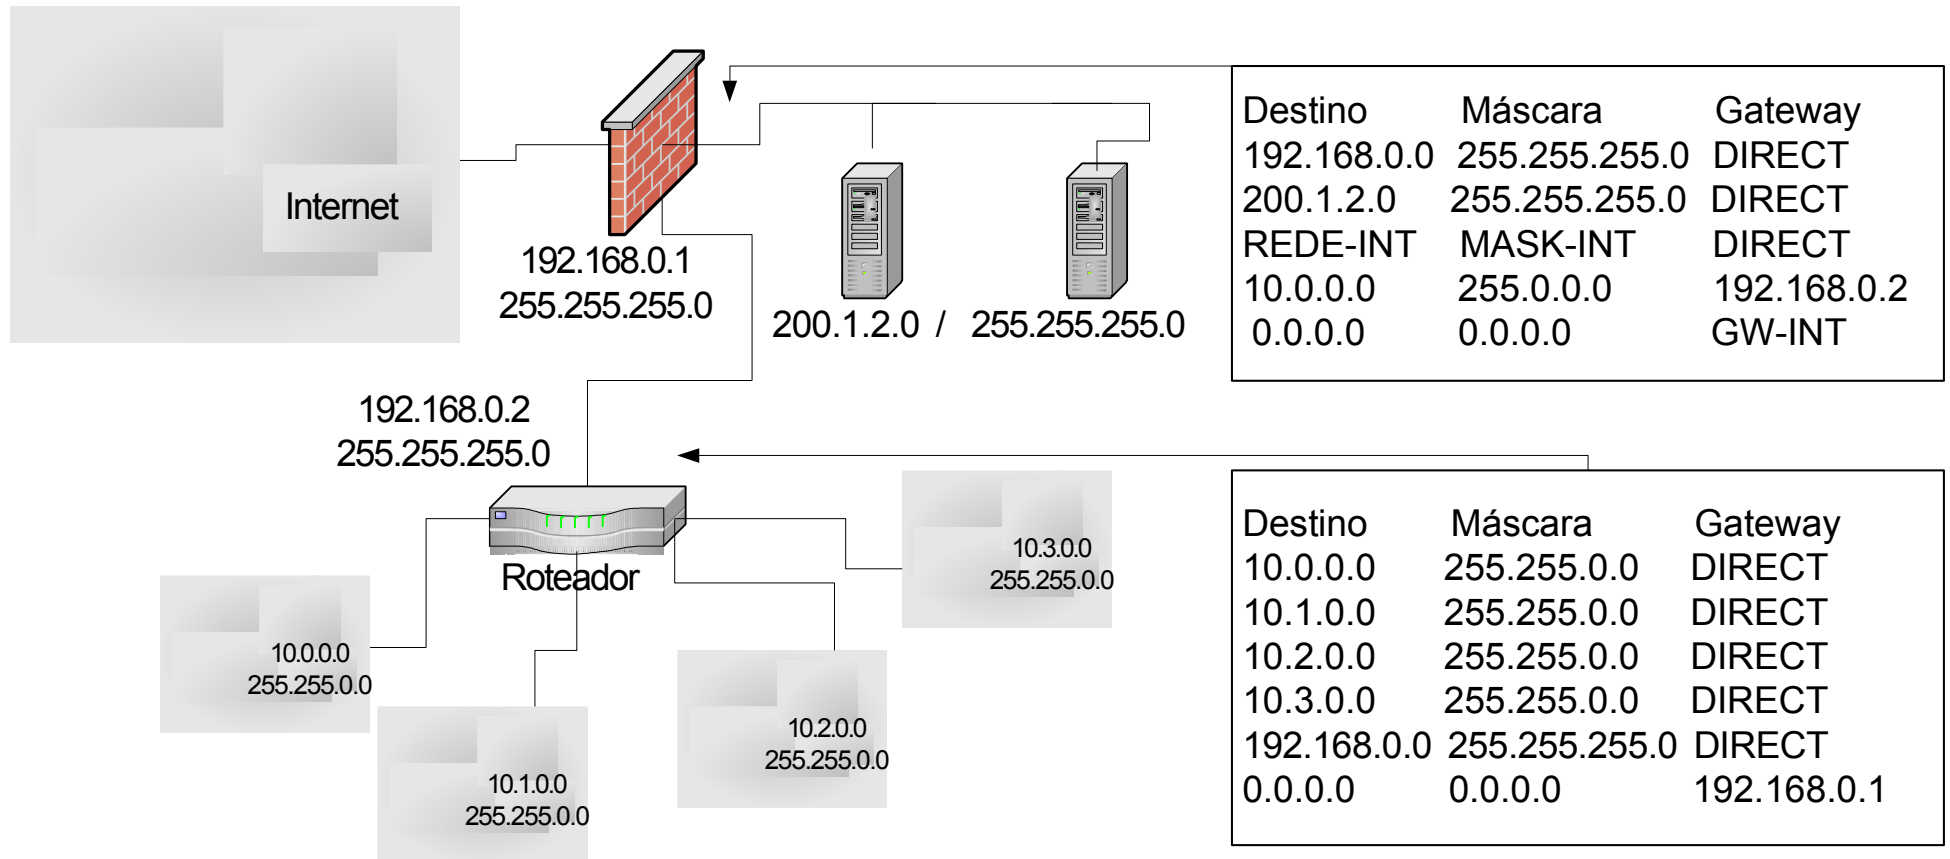 Internet
192.168.0.1
255.255.255.0
200.1.2.0 / 255.255.255.0
Destino Máscara Gateway
192.168.0.0 255.255.255.0 DIRECT
200.1.2.0 255.255.255.0 DIRECT
REDE-INT MASK-INT DIRECT
10.0.0.0 255.0.0.0 192.168.0.2
0.0.0.0 0.0.0.0 GW-INT
192.168.0.2
255.255.255.0
Roteador
10.0.0.0
255.255.0.0
10.1.0.0
255.255.0.0
10.2.0.0
255.255.0.0
10.3.0.0
255.255.0.0
Destino Máscara Gateway
10.0.0.0 255.255.0.0 DIRECT
10.1.0.0 255.255.0.0 DIRECT
10.2.0.0 255.255.0.0 DIRECT
10.3.0.0 255.255.0.0 DIRECT
192.168.0.0 255.255.255.0 DIRECT
0.0.0.0 0.0.0.0 192.168.0.1